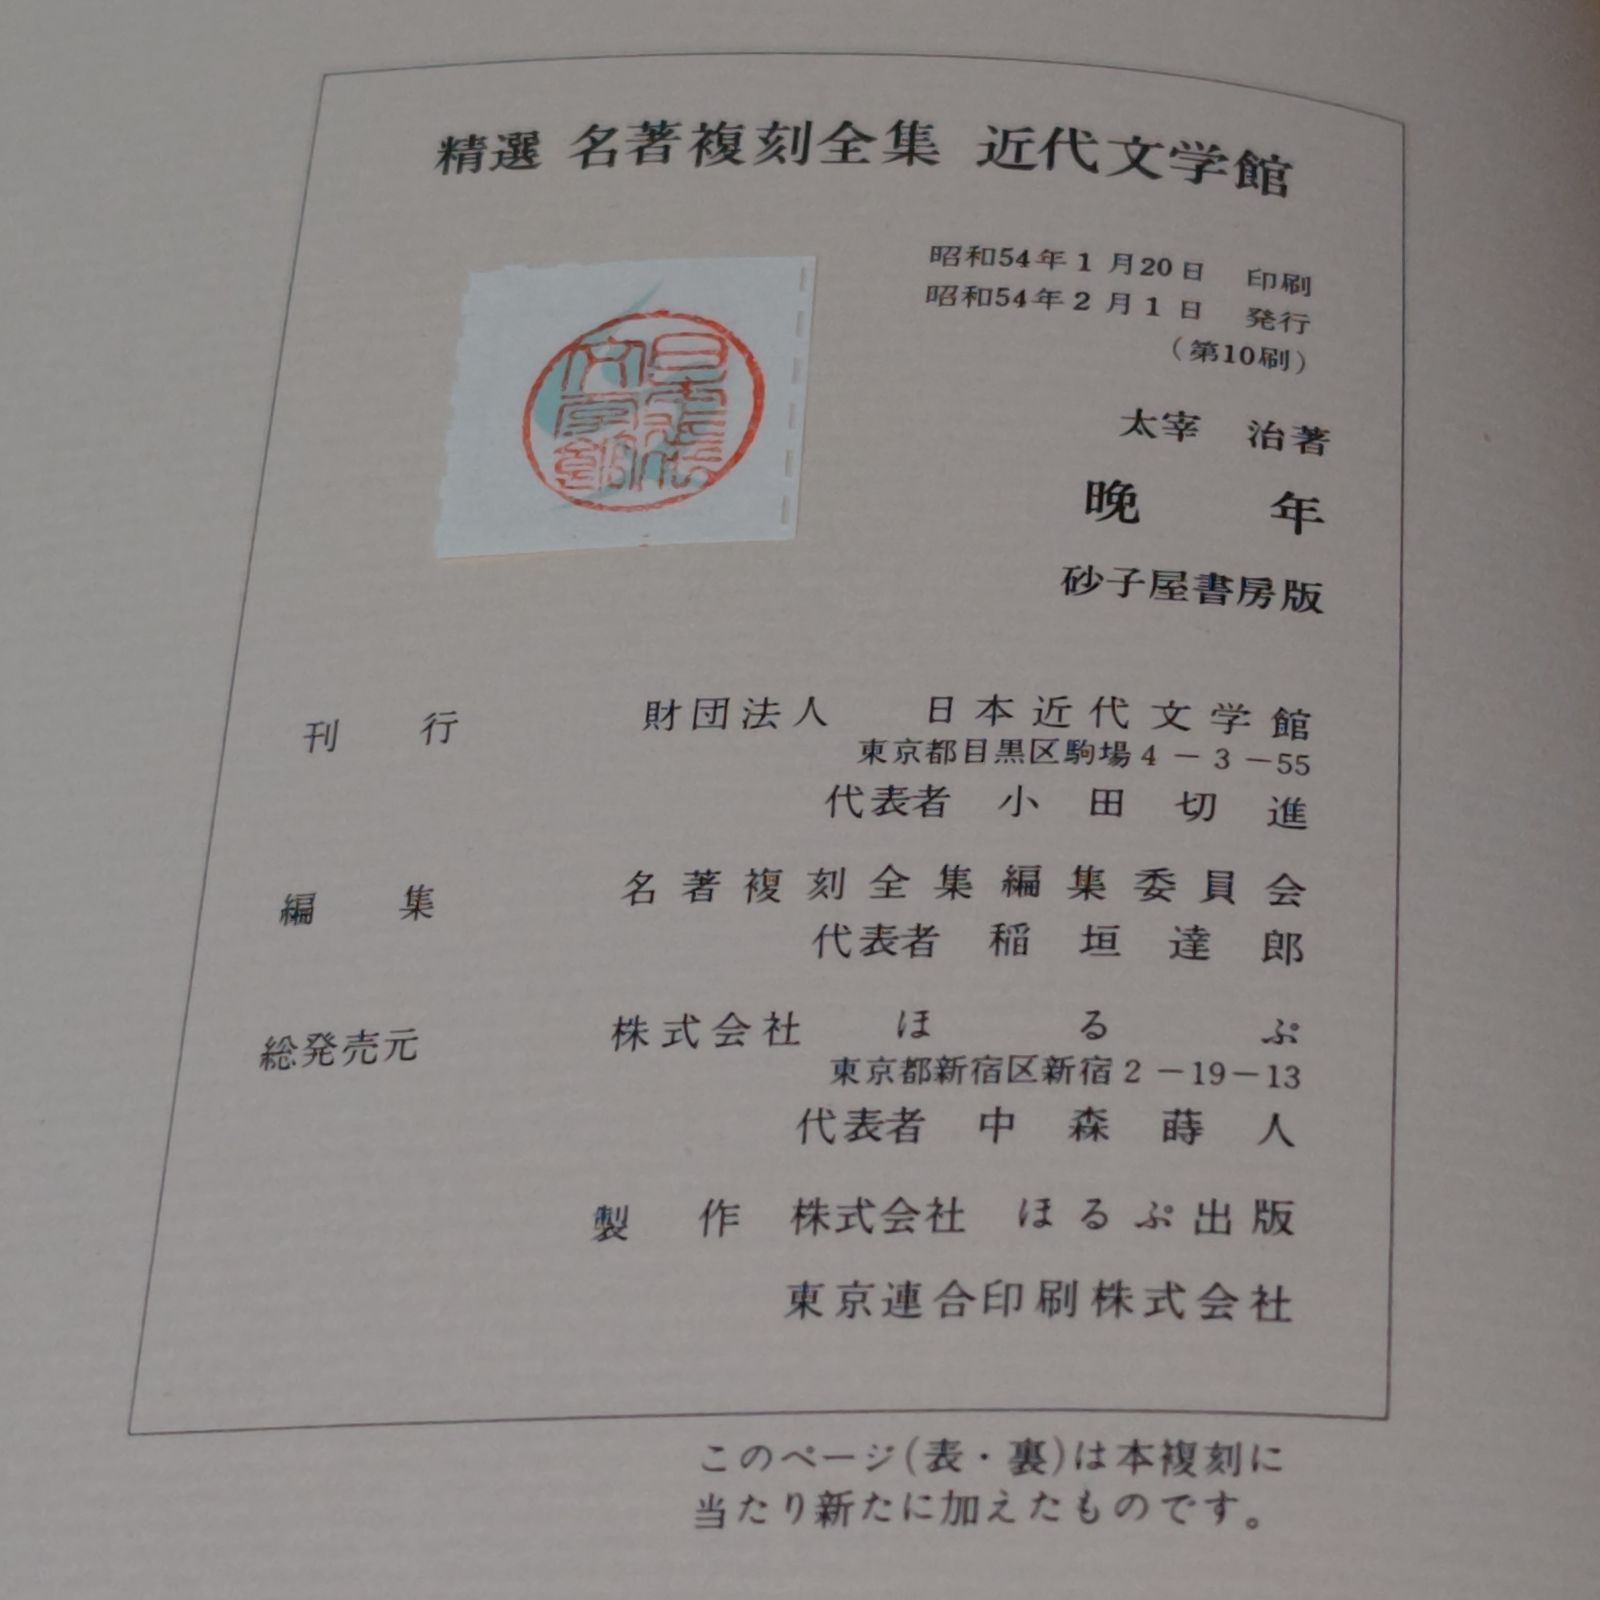 精選 名著複刻全集 近代文学館
昭和54年1月20日 印刷
昭和54年2月1日 発行
（第10刷）
太宰 治著
晩年
砂子屋書房版
刊行 財団法人 日本近代文学館
東京都目黒区駒場4－3－55
代表者 小田切進
編集 名著複刻全集編集委員会
代表者 稲垣達郎
総発売元 株式会社 ほるぷ
東京都新宿区新宿2－19－13
代表者 中森蒔人
製作 株式会社 ほるぷ出版
東京連合印刷株式会社
このページ(表・裏)は本複刻に
当たり新たに加えたものです。